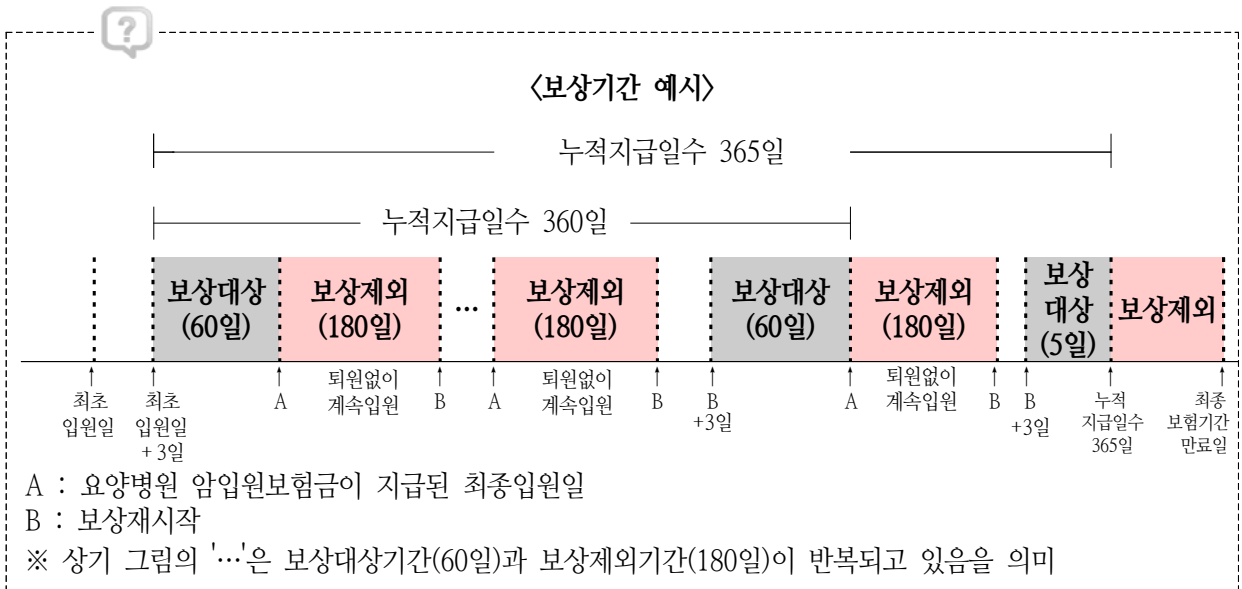 ?
<보상기간 예시>
누적지급일수 365일
누적지급일수 360일
보상대상
(60일)
보상제외
(180일)
…
보상제외
(180일)
보상대상
(60일)
보상제외
(180일)
보상
대상
(5일)
보상제외
최초
입원일
최초
입원일
+ 3일
A
퇴원없이
계속입원
B
A
퇴원없이
계속입원
B
B
+3일
A
퇴원없이
계속입원
B
B
+3일
누적
지급일수
365일
최종
보험기간
만료일
A : 요양병원 암입원보험금이 지급된 최종입원일
B : 보상재시작
※ 상기 그림의 '…'은 보상대상기간(60일)과 보상제외기간(180일)이 반복되고 있음을 의미